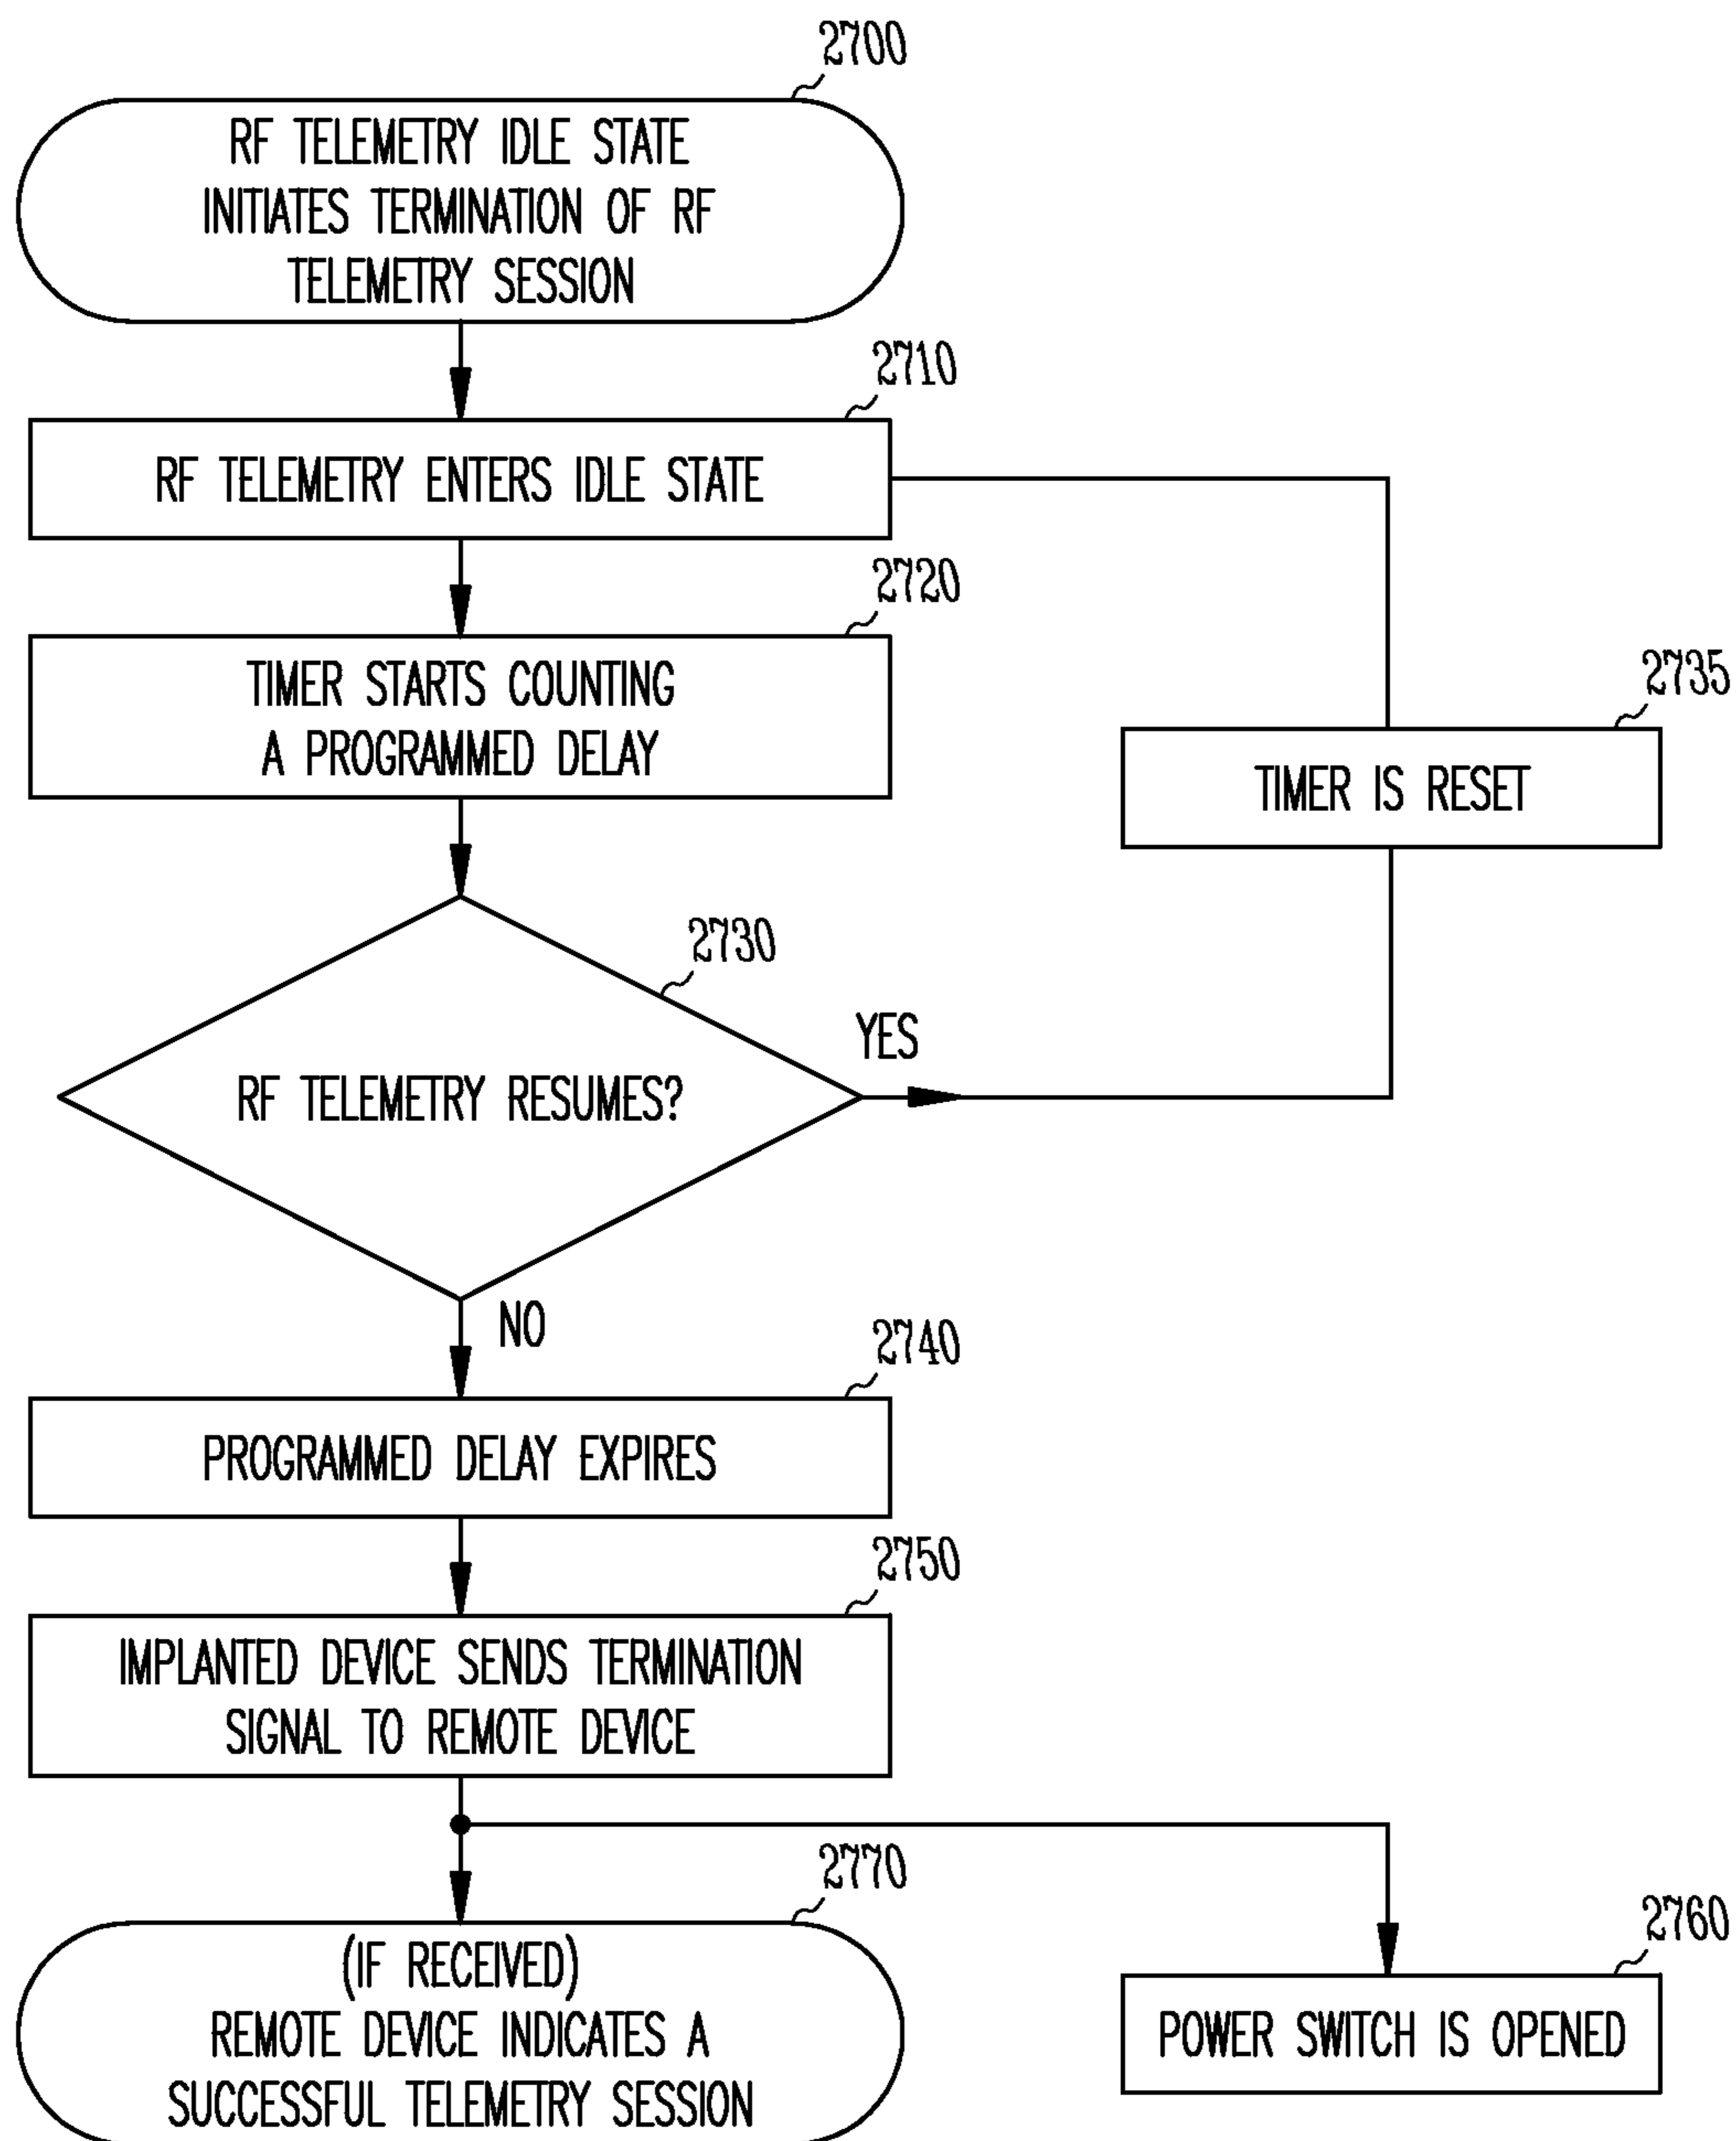 2700
RF TELEMETRY IDLE STATE
INITIATES TERMINATION OF RF
TELEMETRY SESSION
2710
RF TELEMETRY ENTERS IDLE STATE
2720
TIMER STARTS COUNTING
A PROGRAMMED DELAY
2735
TIMER IS RESET
2730
RF TELEMETRY RESUMES?
YES
NO
2740
PROGRAMMED DELAY EXPIRES
2750
IMPLANTED DEVICE SENDS TERMINATION
SIGNAL TO REMOTE DEVICE
2770
(IF RECEIVED)
REMOTE DEVICE INDICATES A
SUCCESSFUL TELEMETRY SESSION
2760
POWER SWITCH IS OPENED